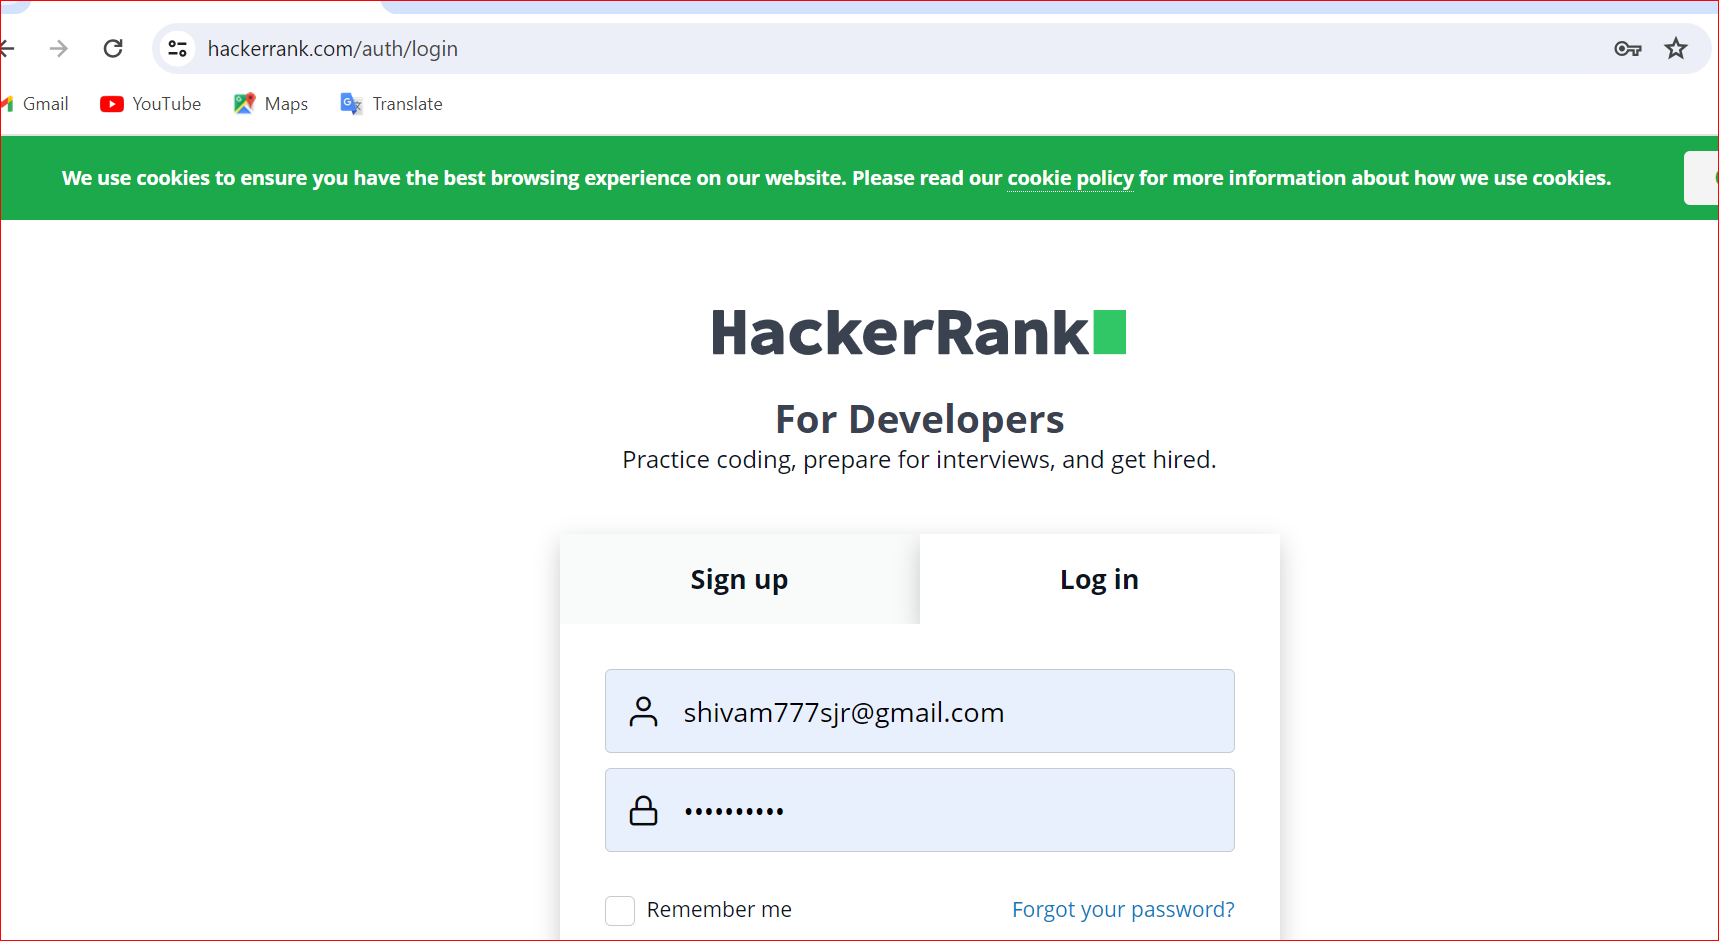 hackerrank.com/auth/login
Gmail YouTube Maps Translate
We use cookies to ensure you have the best browsing experience on our website. Please read our cookie policy for more information about how we use cookies.
HackerRank
For Developers
Practice coding, prepare for interviews, and get hired.
Sign up Log in
shivam777sjr@gmail.com
••••••••••
Remember me Forgot your password?